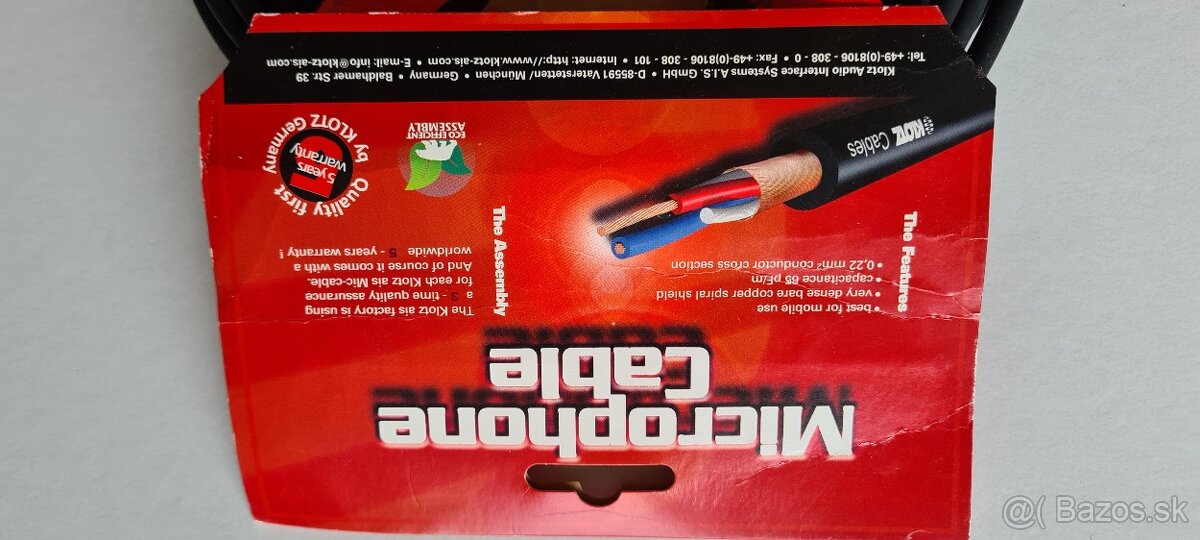 Microphone
Cable
The Features
• best for mobile use
• very dense bare copper spiral shield
• capacitance 65 pF/m
• 0,22 mm² conductor cross section
The Assembly
The Klotz ais factory is using
a 3 - time quality assurance
for each Klotz ais Mic-cable.
And of course it comes with a
worldwide 5 - years warranty !
KLOTZ Cables
ECO EFFICIENT
ASSEMBLY
Quality first
by KLOTZ Germany
5 years
warranty
Klotz Audio Interface Systems A.I.S. GmbH • D-85591 Vaterstetten • München • Germany • Baldhamer Str. 39
Tel: +49-(0)8106 - 308 - 0 • Fax: +49-(0)8106 - 308 - 101 • Internet: http://www.klotz-ais.com • E-mail: info@klotz-ais.com
Bazos.sk